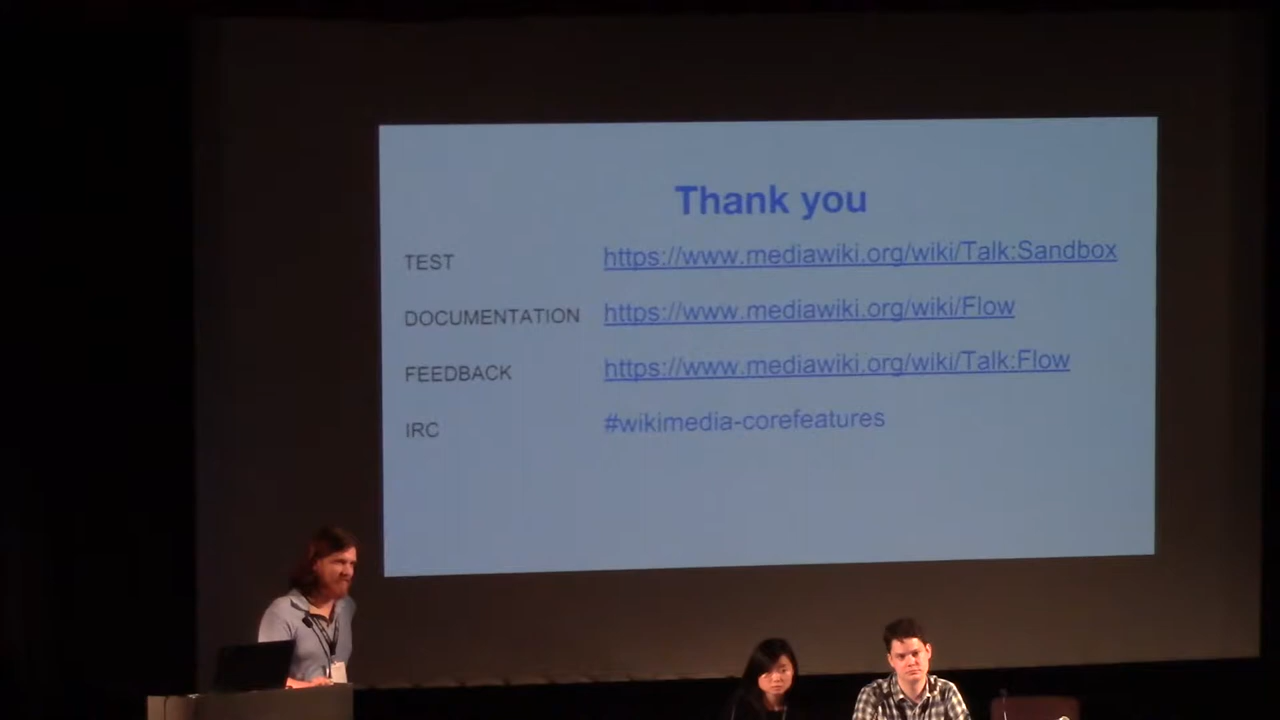 Thank you
TEST https://www.mediawiki.org/wiki/Talk:Sandbox
DOCUMENTATION https://www.mediawiki.org/wiki/Flow
FEEDBACK https://www.mediawiki.org/wiki/Talk:Flow
IRC #wikimedia-corefeatures